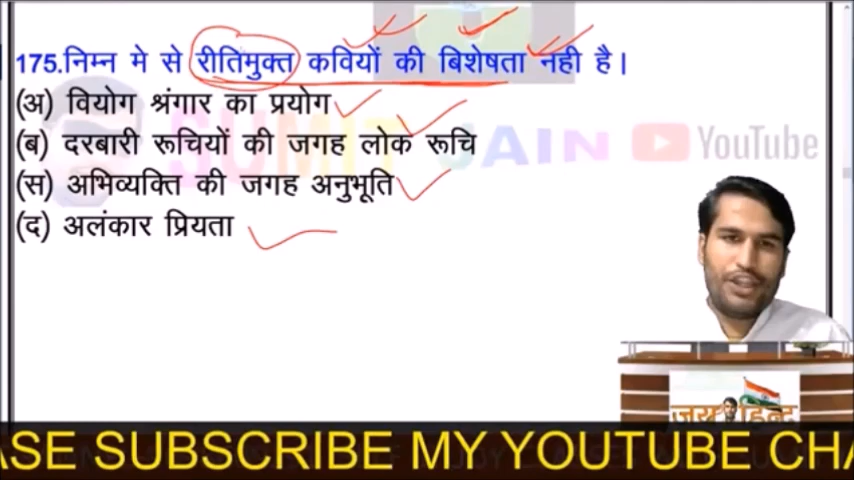 175.निम्न मे से रीतिमुक्त कवियों की बिशेषता नही है।
(अ) वियोग श्रंगार का प्रयोग
(ब) दरबारी रूचियों की जगह लोक रूचि
SUMIT JAIN YouTube
(स) अभिव्यक्ति की जगह अनुभूति
(द) अलंकार प्रियता
जय हिन्द
ASE SUBSCRIBE MY YOUTUBE CHA